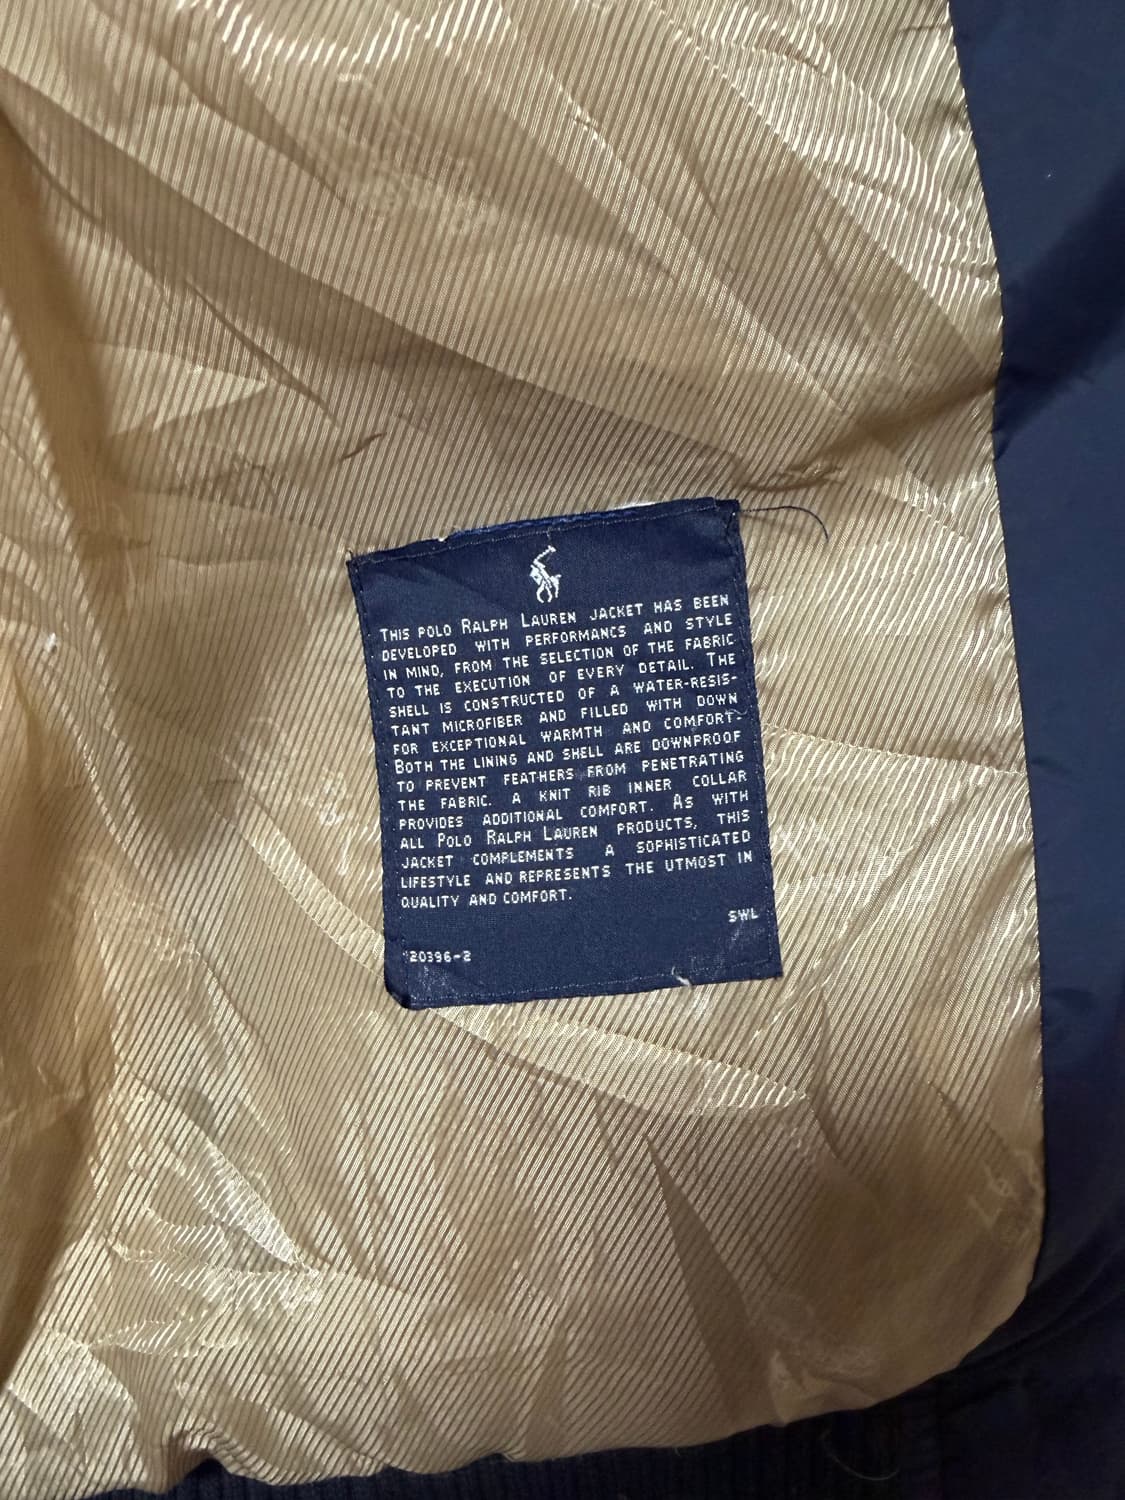 THIS POLO RALPH LAUREN JACKET HAS BEEN
DEVELOPED WITH PERFORMANCE AND STYLE
IN MIND, FROM THE SELECTION OF THE FABRIC
TO THE EXECUTION OF EVERY DETAIL. THE
SHELL IS CONSTRUCTED OF A WATER-RESIS-
TANT MICROFIBER AND FILLED WITH DOWN
FOR EXCEPTIONAL WARMTH AND COMFORT.
BOTH THE LINING AND SHELL ARE DOWNPROOF
TO PREVENT FEATHERS FROM PENETRATING
THE FABRIC. A KNIT RIB INNER COLLAR
PROVIDES ADDITIONAL COMFORT. AS WITH
ALL POLO RALPH LAUREN PRODUCTS, THIS
JACKET COMPLEMENTS A SOPHISTICATED
LIFESTYLE AND REPRESENTS THE UTMOST IN
QUALITY AND COMFORT.
SWL
120396-2